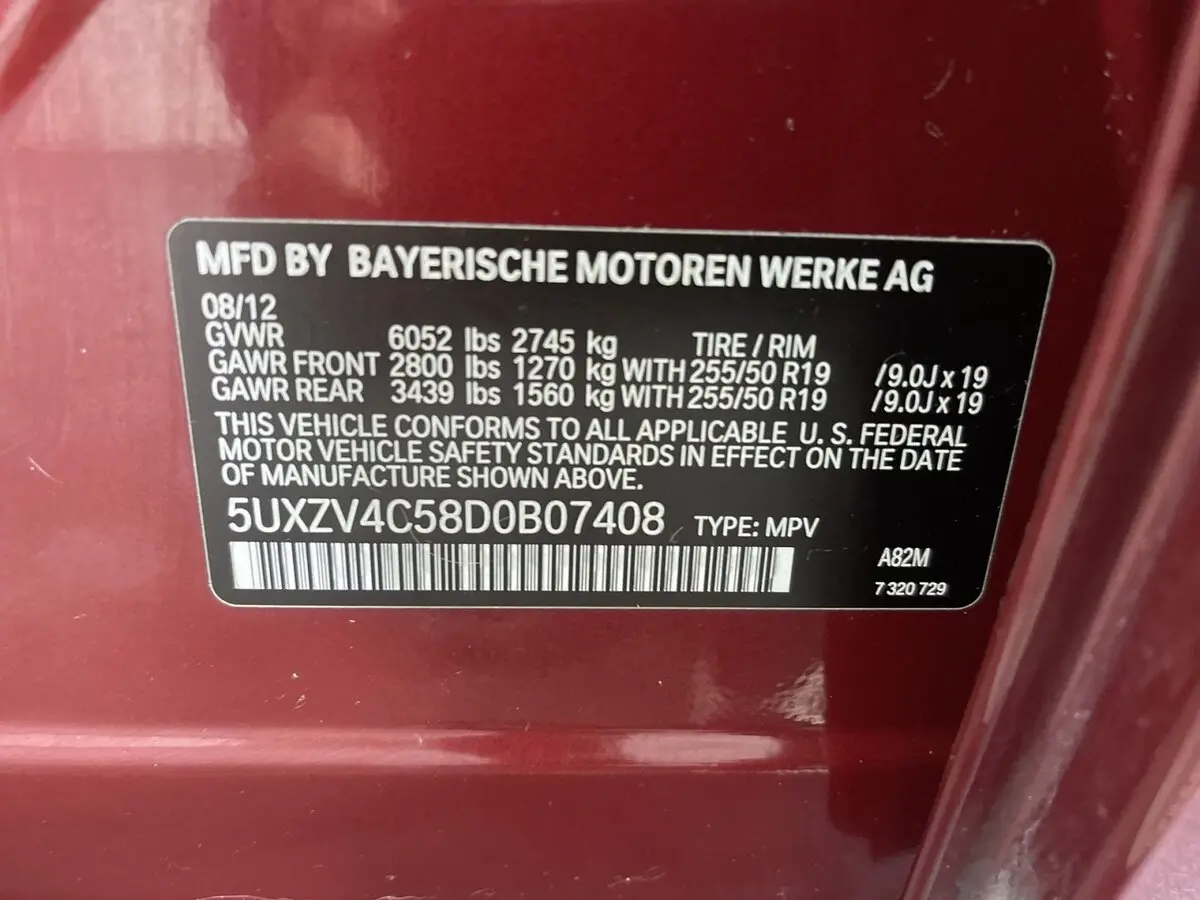 MFD BY BAYERISCHE MOTOREN WERKE AG
08/12
GVWR 6052 lbs 2745 kg TIRE / RIM
GAWR FRONT 2800 lbs 1270 kg WITH 255/50 R19 /9.0J x 19
GAWR REAR 3439 lbs 1560 kg WITH 255/50 R19 /9.0J x 19
THIS VEHICLE CONFORMS TO ALL APPLICABLE U. S. FEDERAL
MOTOR VEHICLE SAFETY STANDARDS IN EFFECT ON THE DATE
OF MANUFACTURE SHOWN ABOVE.
5UXZV4C58D0B07408 TYPE: MPV
A82M
7 320 729